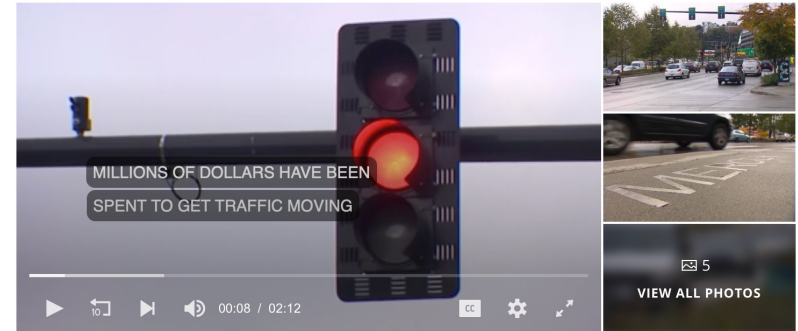 MILLIONS OF DOLLARS HAVE BEEN
SPENT TO GET TRAFFIC MOVING
10
00:08 / 02:12
CC
MERGE
5
VIEW ALL PHOTOS